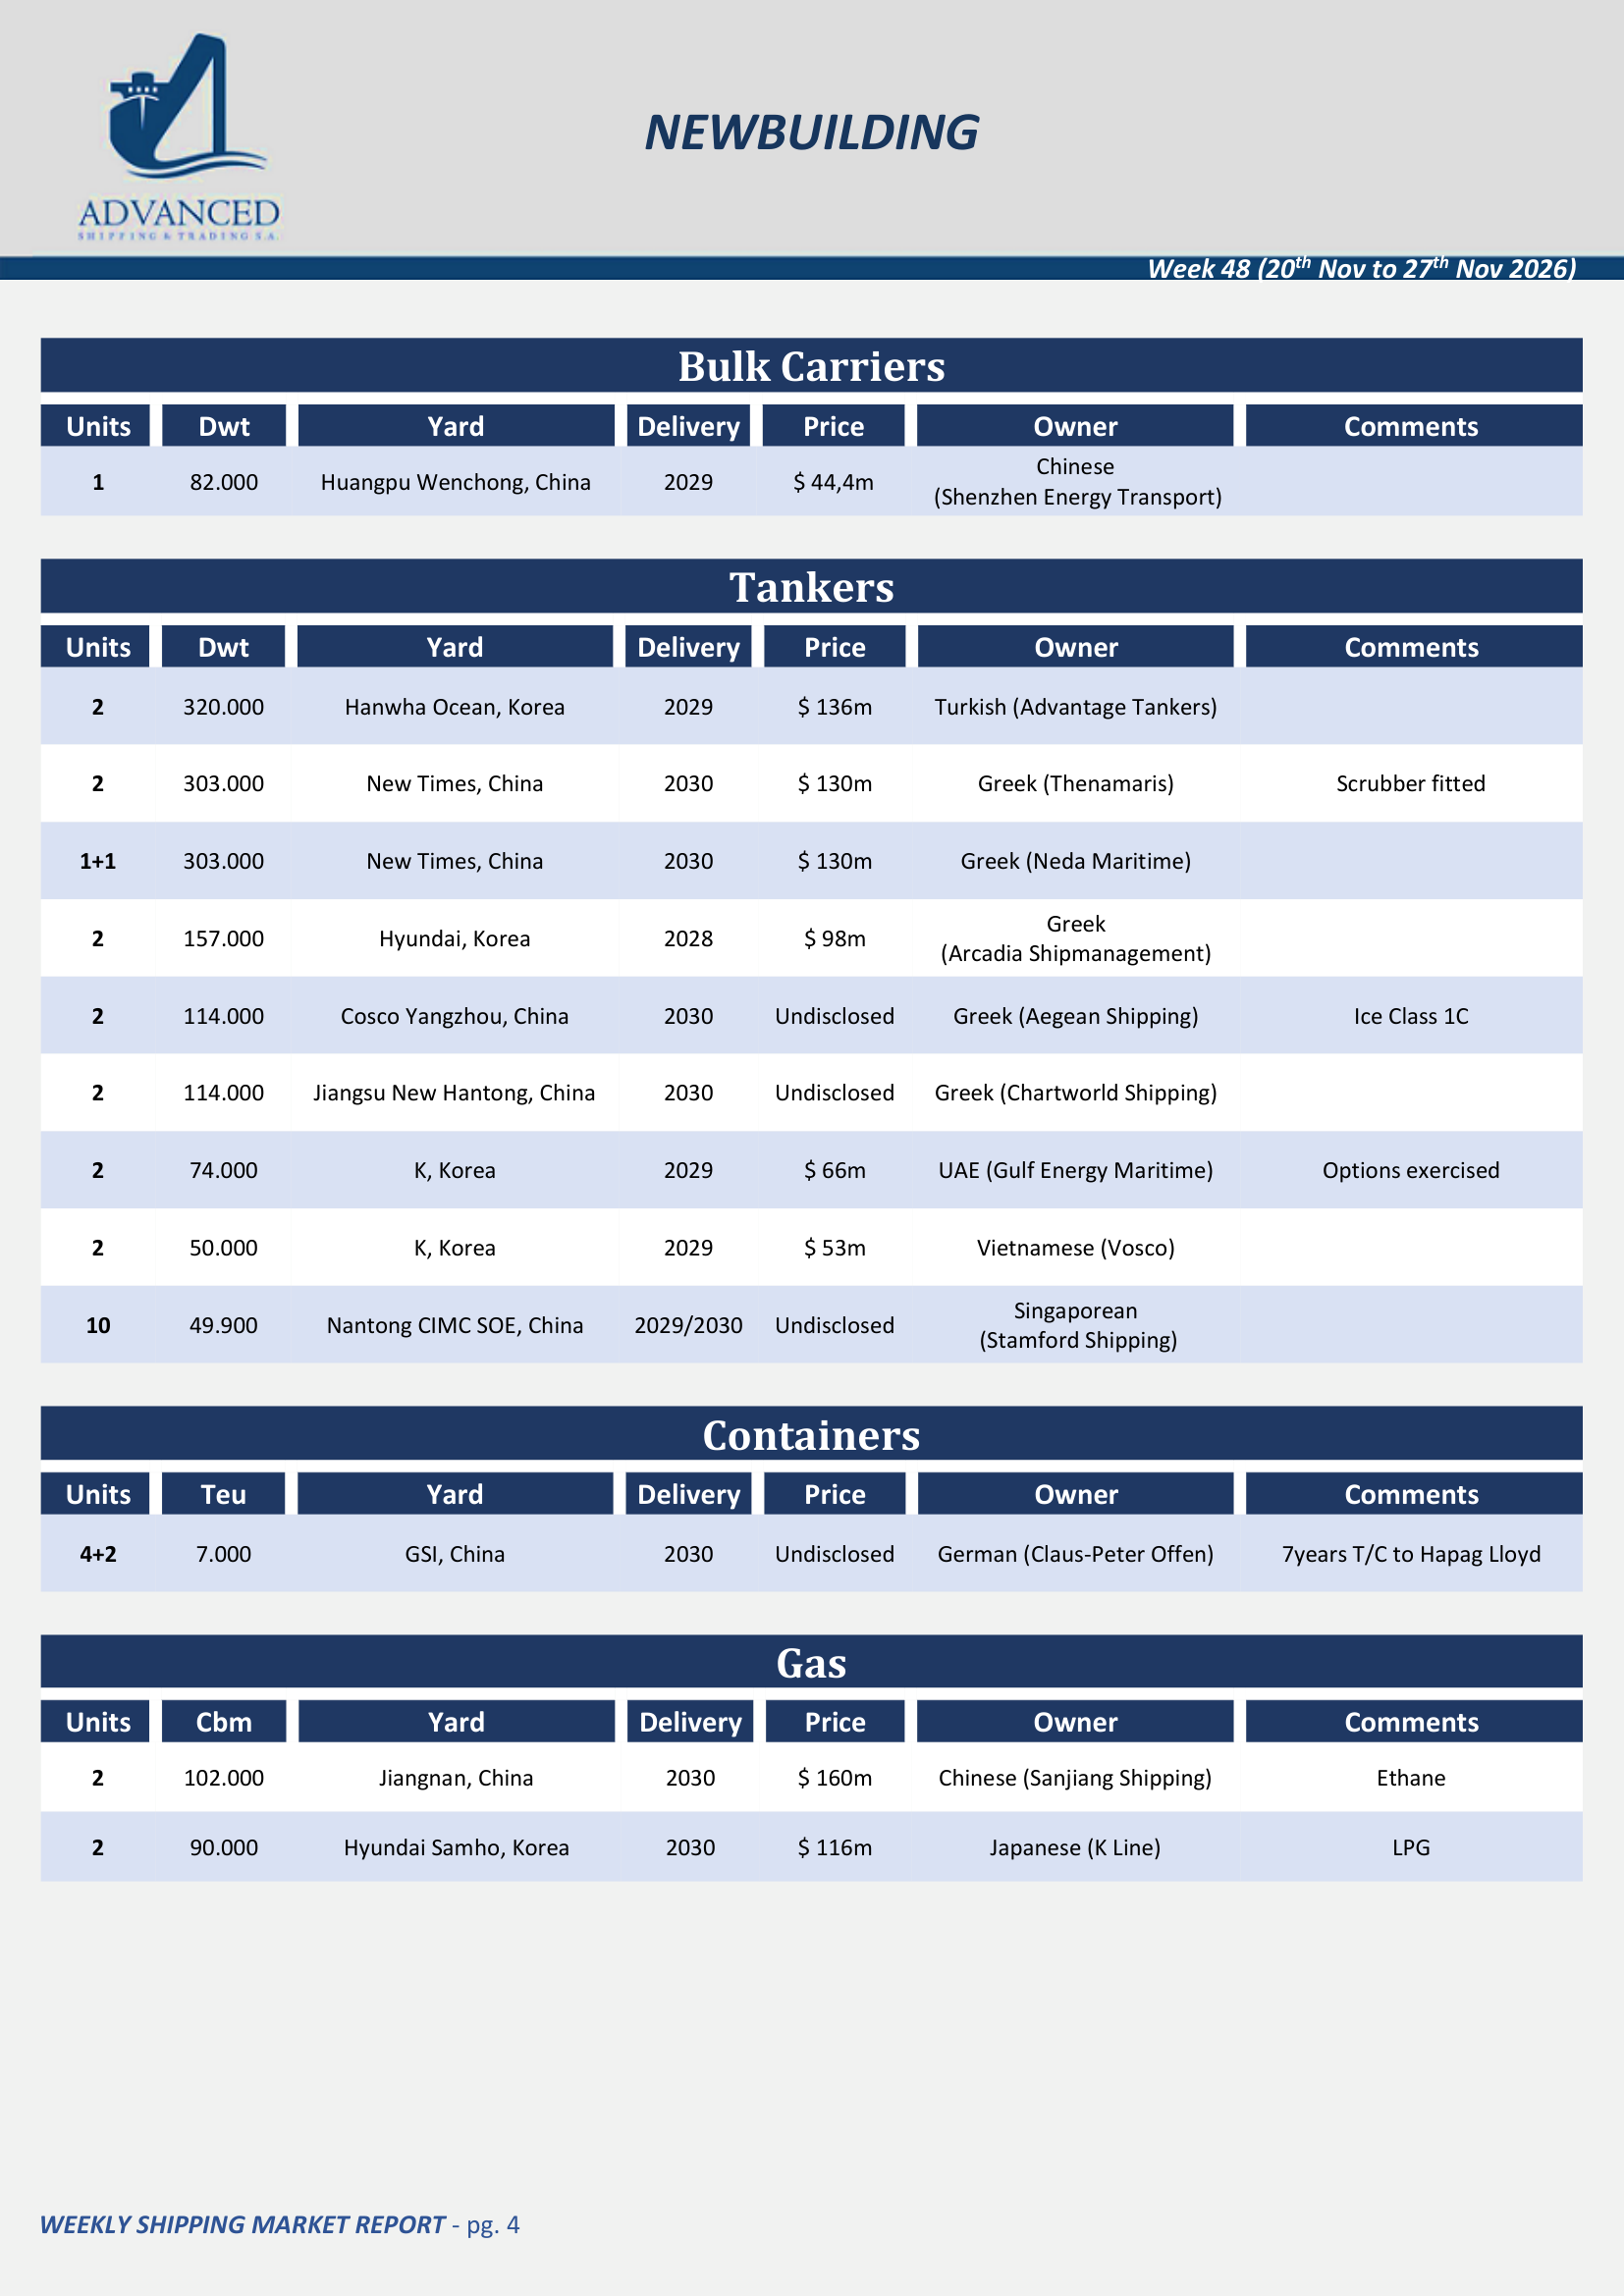 ADVANCED
SHIPPING & TRADING S.A.
NEWBUILDING
Week 48 (20th Nov to 27th Nov 2026)
Bulk Carriers
Units Dwt Yard Delivery Price Owner Comments
1 82.000 Huangpu Wenchong, China 2029 $ 44,4m Chinese
(Shenzhen Energy Transport)
Tankers
Units Dwt Yard Delivery Price Owner Comments
2 320.000 Hanwha Ocean, Korea 2029 $ 136m Turkish (Advantage Tankers)
2 303.000 New Times, China 2030 $ 130m Greek (Thenamaris) Scrubber fitted
1+1 303.000 New Times, China 2030 $ 130m Greek (Neda Maritime)
2 157.000 Hyundai, Korea 2028 $ 98m Greek
(Arcadia Shipmanagement)
2 114.000 Cosco Yangzhou, China 2030 Undisclosed Greek (Aegean Shipping) Ice Class 1C
2 114.000 Jiangsu New Hantong, China 2030 Undisclosed Greek (Chartworld Shipping)
2 74.000 K, Korea 2029 $ 66m UAE (Gulf Energy Maritime) Options exercised
2 50.000 K, Korea 2029 $ 53m Vietnamese (Vosco)
10 49.900 Nantong CIMC SOE, China 2029/2030 Undisclosed Singaporean
(Stamford Shipping)
Containers
Units Teu Yard Delivery Price Owner Comments
4+2 7.000 GSI, China 2030 Undisclosed German (Claus-Peter Offen) 7years T/C to Hapag Lloyd
Gas
Units Cbm Yard Delivery Price Owner Comments
2 102.000 Jiangnan, China 2030 $ 160m Chinese (Sanjiang Shipping) Ethane
2 90.000 Hyundai Samho, Korea 2030 $ 116m Japanese (K Line) LPG
WEEKLY SHIPPING MARKET REPORT - pg. 4